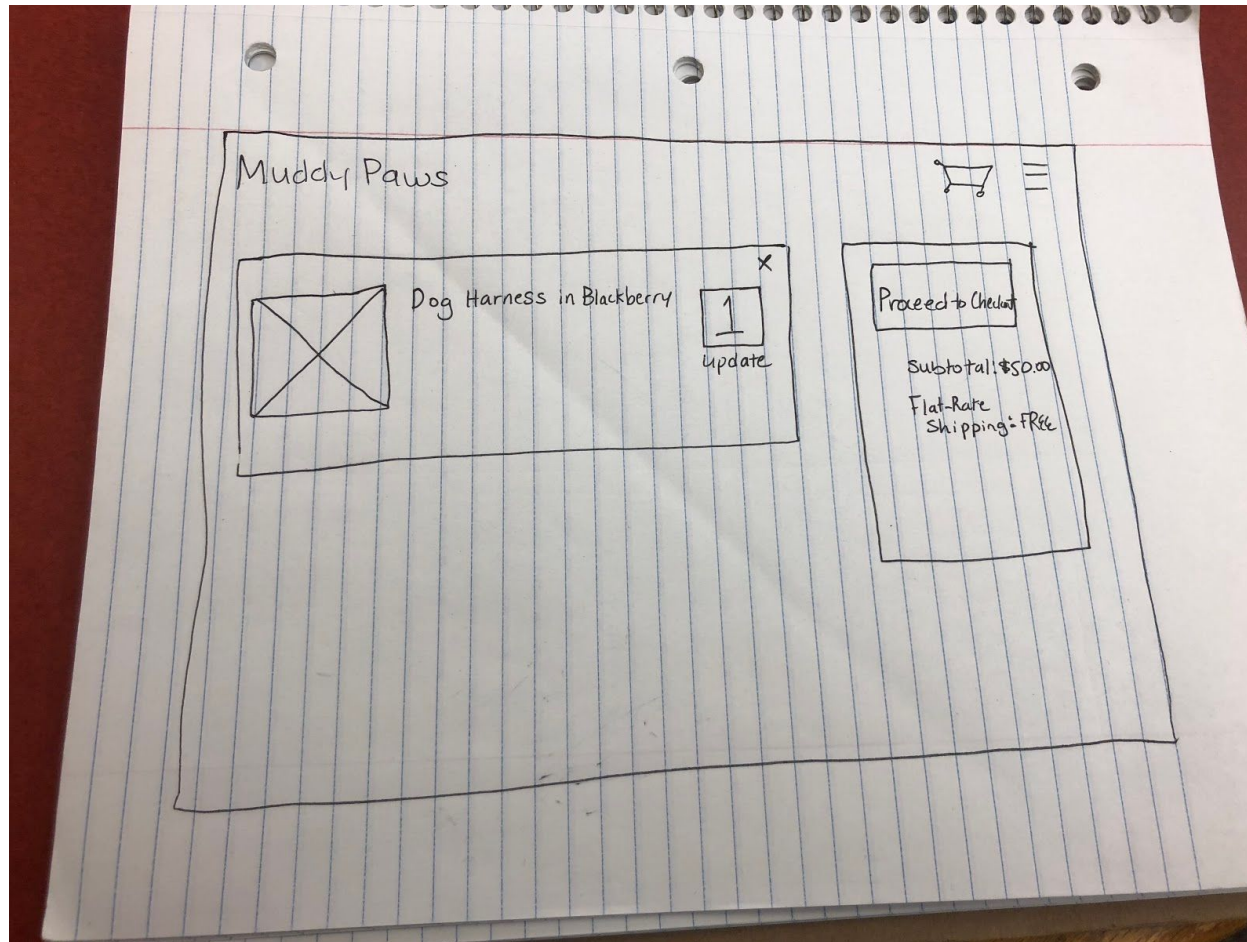 Muddy Paws
X
Dog Harness in Blackberry
1
update
Proceed to Checkout
Subtotal: $50.00
Flat-Rate
Shipping: FREE